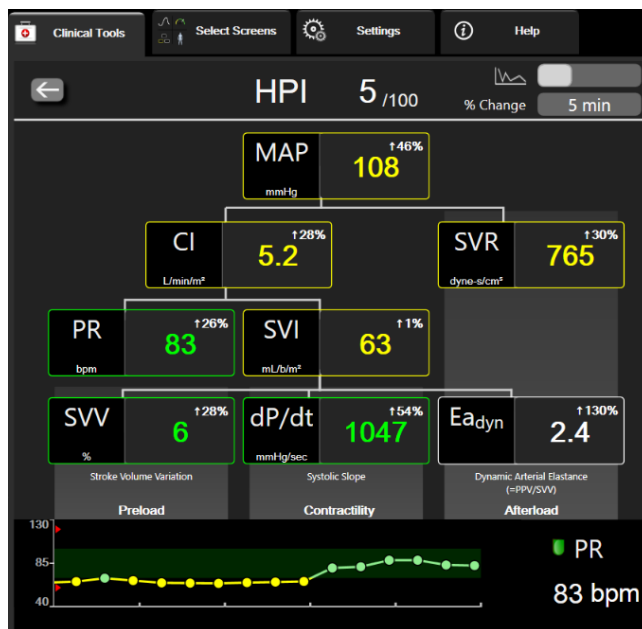 Clinical Tools
Select Screens
Settings
Help
HPI 5 /100
% Change 5 min
MAP 108 ↑46%
mmHg
CI 5.2 ↑28%
L/min/m²
SVR 765 ↑30%
dyne-s/cm⁵
PR 83 ↑26%
bpm
SVI 63 ↑1%
mL/b/m²
SVV 6 ↑28%
%
dP/dt 1047 ↑54%
mmHg/sec
Eadyn 2.4 ↑130%
Stroke Volume Variation
Systolic Slope
Dynamic Arterial Elastance
(=PPV/SVV)
Preload
Contractility
Afterload
130
85
40
PR
83 bpm